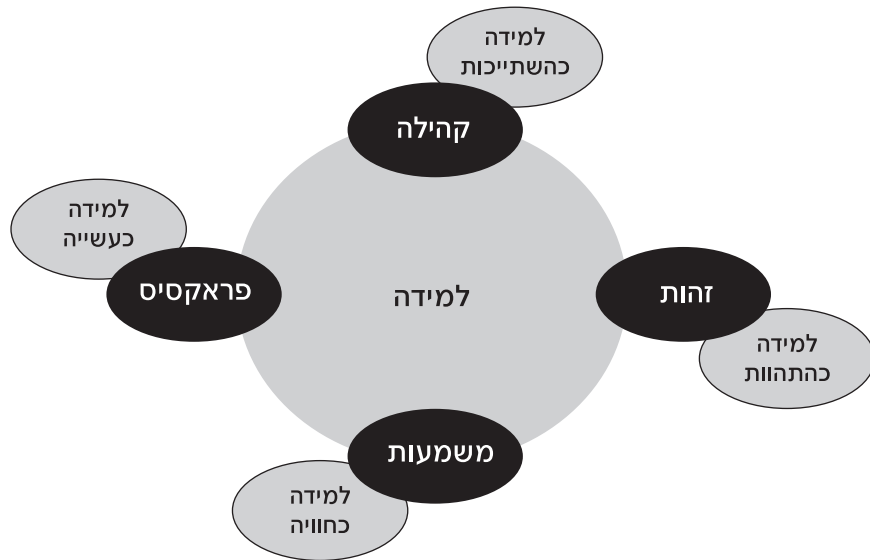 למידה
כהשתייכות
קהילה
למידה
כעשייה
פראקסיס
למידה
זהות
למידה
כהתהוות
משמעות
למידה
כחוויה